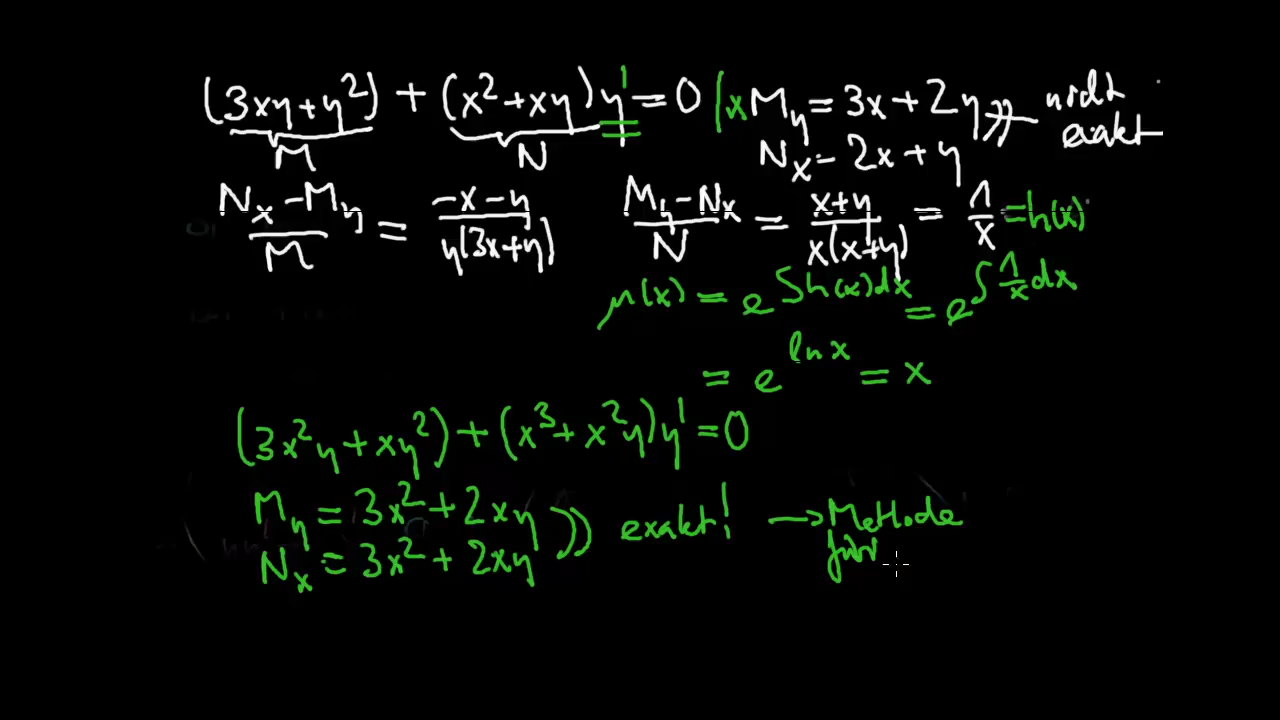 (3xy+y²) + (x²+xy)y' = 0 |x M_y = 3x+2y nicht
M N N_x = 2x+y exakt
(N_x - M_y)/M = (-x-y)/(y(3x+y)) (M_y - N_x)/N = (x+y)/(x(x+y)) = 1/x = h(x)
μ(x) = e^(∫h(x)dx) = e^(∫1/x dx)
= e^(ln x) = x
(3x²y + xy²) + (x³ + x²y)y' = 0
M_y = 3x² + 2xy exakt! → Methode
N_x = 3x² + 2xy für